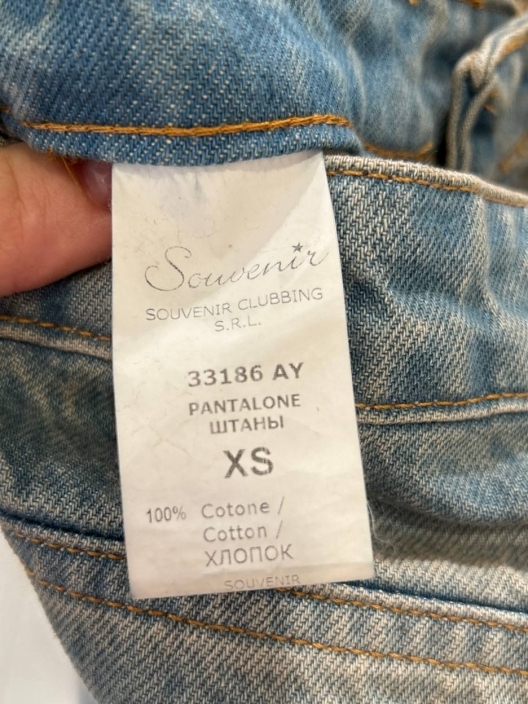 Souvenir
SOUVENIR CLUBBING
S.R.L.
33186 AY
PANTALONE
ШТАНЫ
XS
100% Cotone /
Cotton /
ХЛОПОК
SOUVENIR